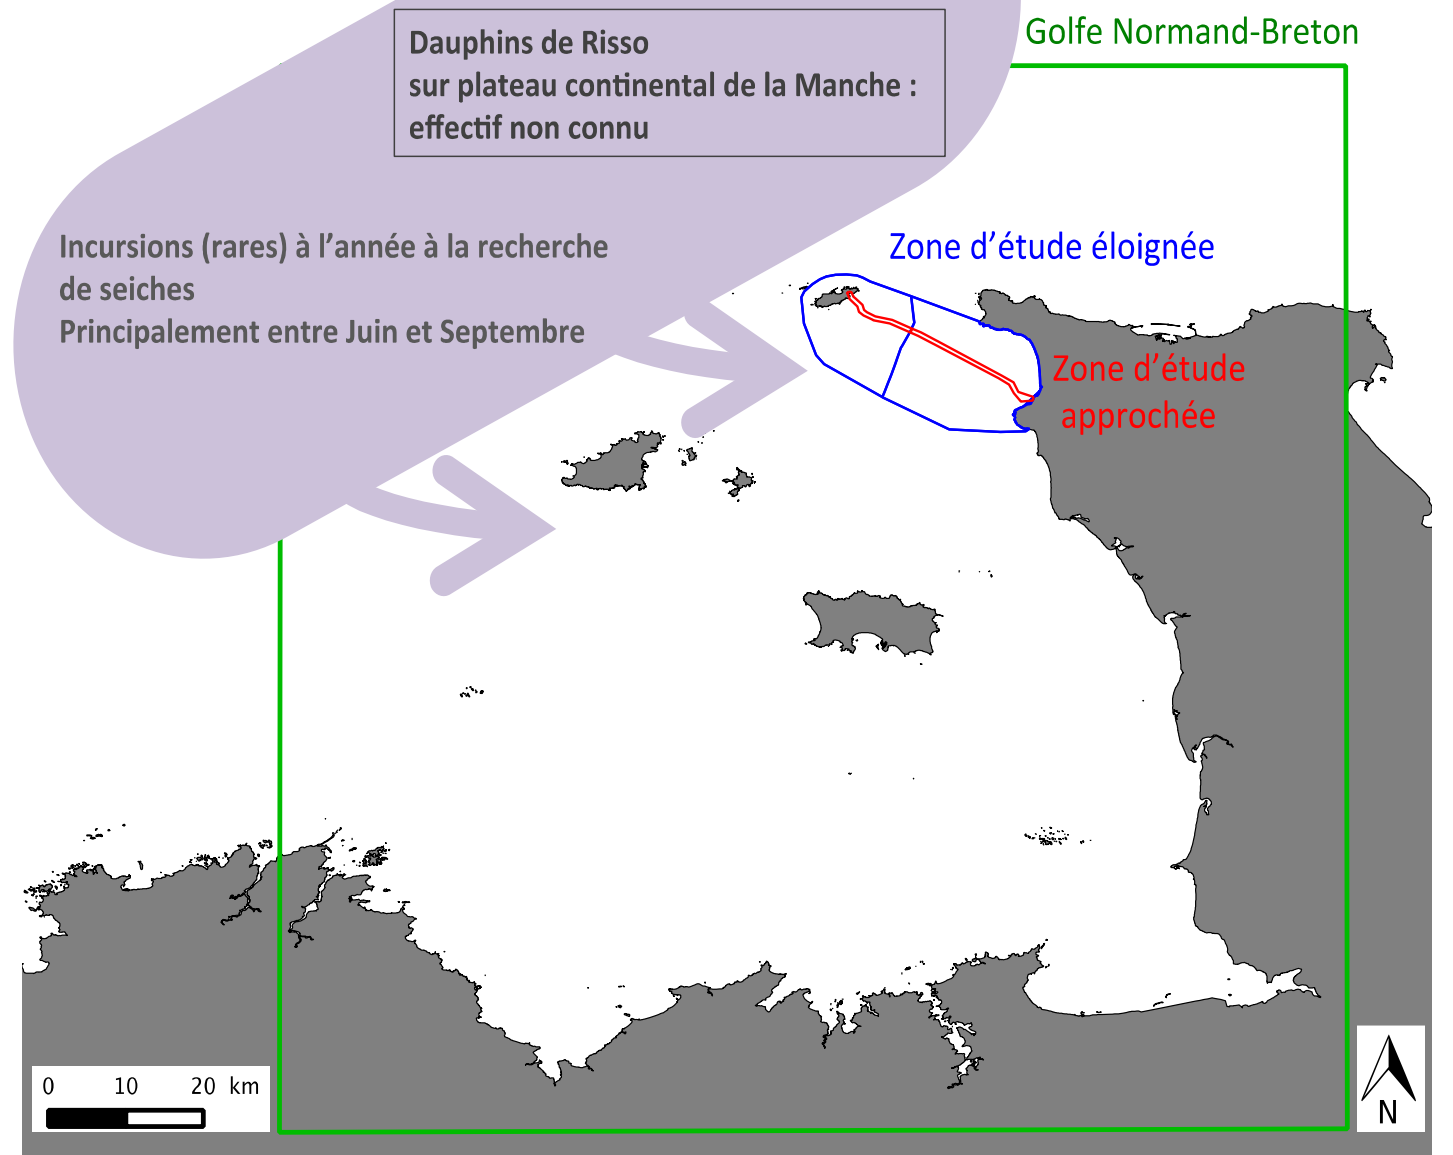 Golfe Normand-Breton
Dauphins de Risso
sur plateau continental de la Manche :
effectif non connu
Incursions (rares) à l’année à la recherche
de seiches
Principalement entre Juin et Septembre
Zone d’étude éloignée
Zone d’étude
approchée
0 10 20 km
N